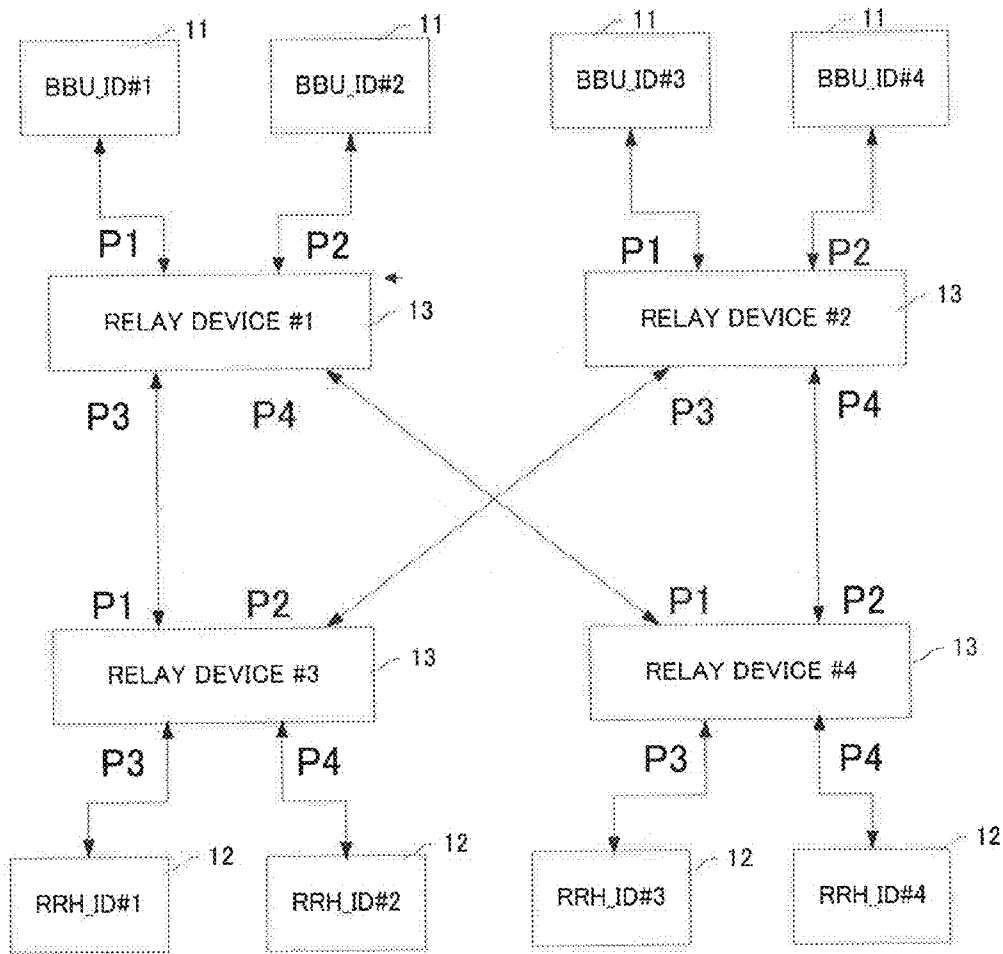 11 11 11 11
BBU_ID#1 BBU_ID#2 BBU_ID#3 BBU_ID#4
P1 P2 P1 P2
RELAY DEVICE #1 13 RELAY DEVICE #2 13
P3 P4 P3 P4
P1 P2 P1 P2
RELAY DEVICE #3 13 RELAY DEVICE #4 13
P3 P4 P3 P4
12 12 12 12
RRH_ID#1 RRH_ID#2 RRH_ID#3 RRH_ID#4